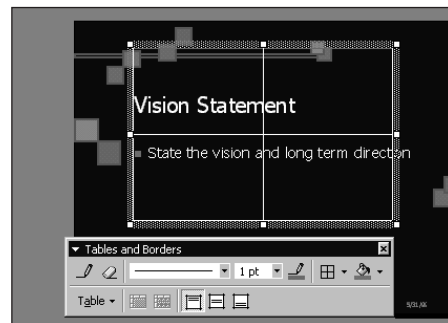 Vision Statement
State the vision and long term direction
Tables and Borders
1 pt
Table